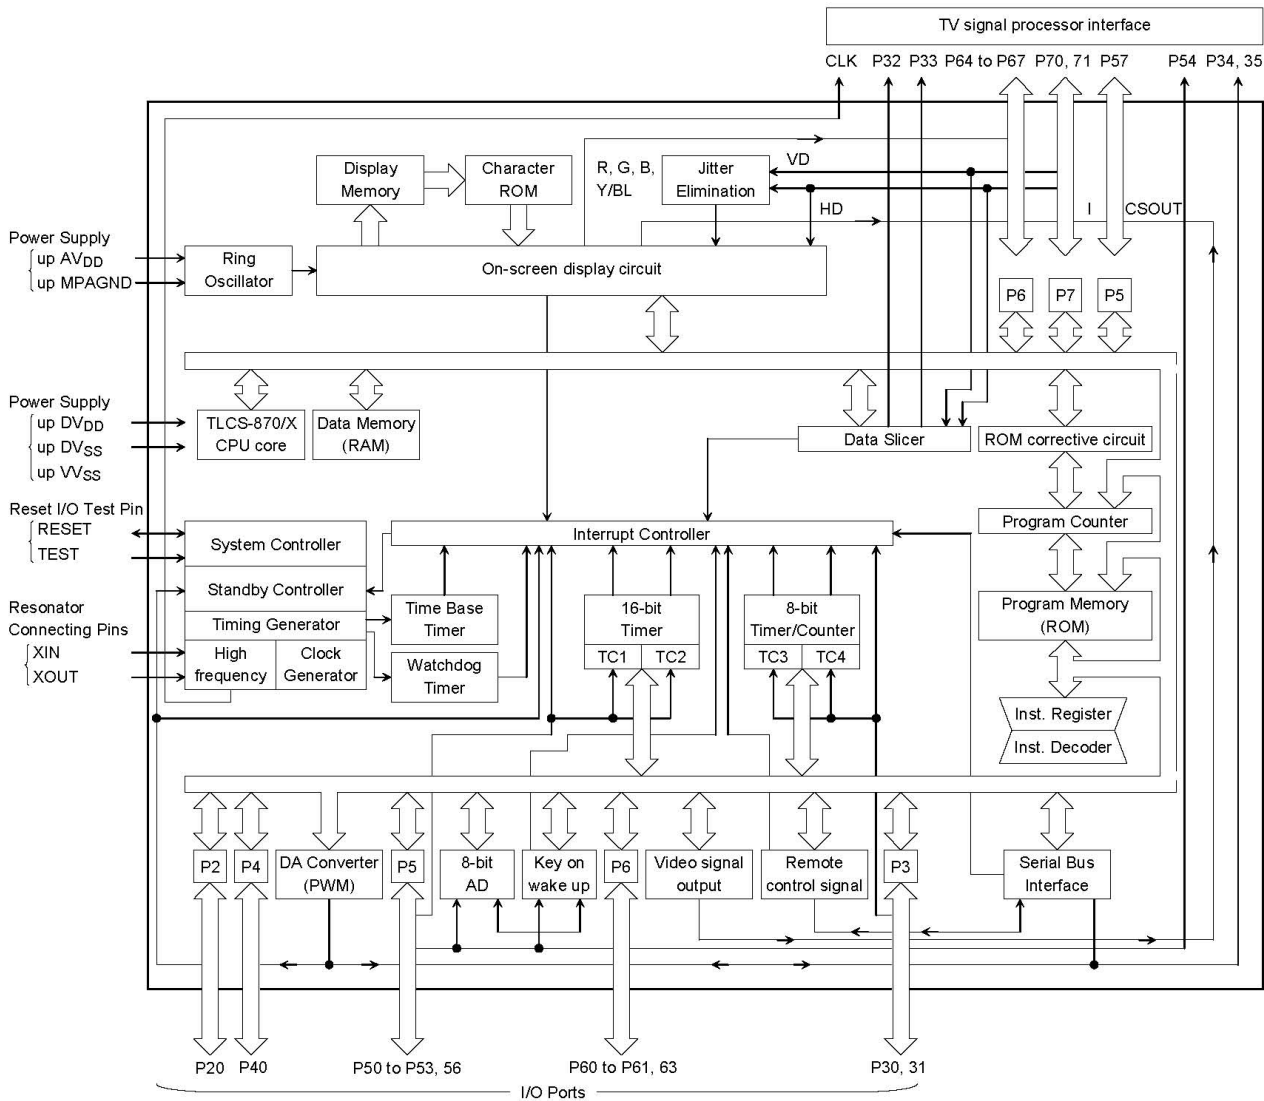 TV signal processor interface
CLK P32 P33 P64 to P67 P70, 71 P57 P54 P34, 35
Display
Memory
Character
ROM
R, G, B,
Y/BL
Jitter
Elimination
VD
HD
I
CSOUT
Power Supply
up AVDD
up MPAGND
Ring
Oscillator
On-screen display circuit
P6
P7
P5
Power Supply
up DVDD
up DVSS
up VVSS
TLCS-870/X
CPU core
Data Memory
(RAM)
Data Slicer
ROM corrective circuit
Reset I/O Test Pin
RESET
TEST
System Controller
Interrupt Controller
Program Counter
Standby Controller
Resonator
Connecting Pins
XIN
XOUT
Timing Generator
High
frequency
Clock
Generator
Time Base
Timer
Watchdog
Timer
16-bit
Timer
TC1
TC2
8-bit
Timer/Counter
TC3
TC4
Program Memory
(ROM)
Inst. Register
Inst. Decoder
P2
P4
DA Converter
(PWM)
P5
8-bit
AD
Key on
wake up
P6
Video signal
output
Remote
control signal
P3
Serial Bus
Interface
P20
P40
P50 to P53, 56
P60 to P61, 63
P30, 31
I/O Ports